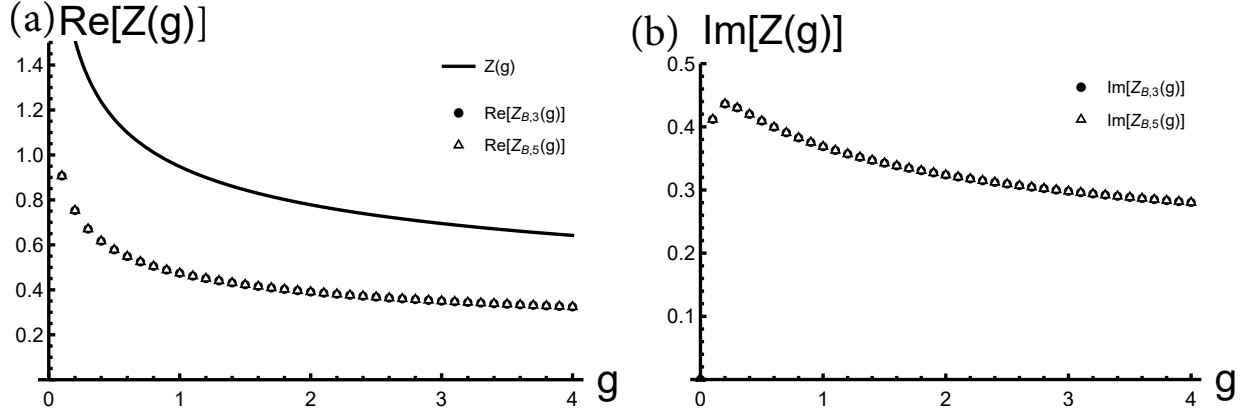 (a) Re[Z(g)]
1.4
1.2
1.0
0.8
0.6
0.4
0.2
0 1 2 3 4 g
Z(g)
Re[Z_{B,3}(g)]
Re[Z_{B,5}(g)]
(b) Im[Z(g)]
0.5
0.4
0.3
0.2
0.1
0 1 2 3 4 g
Im[Z_{B,3}(g)]
Im[Z_{B,5}(g)]